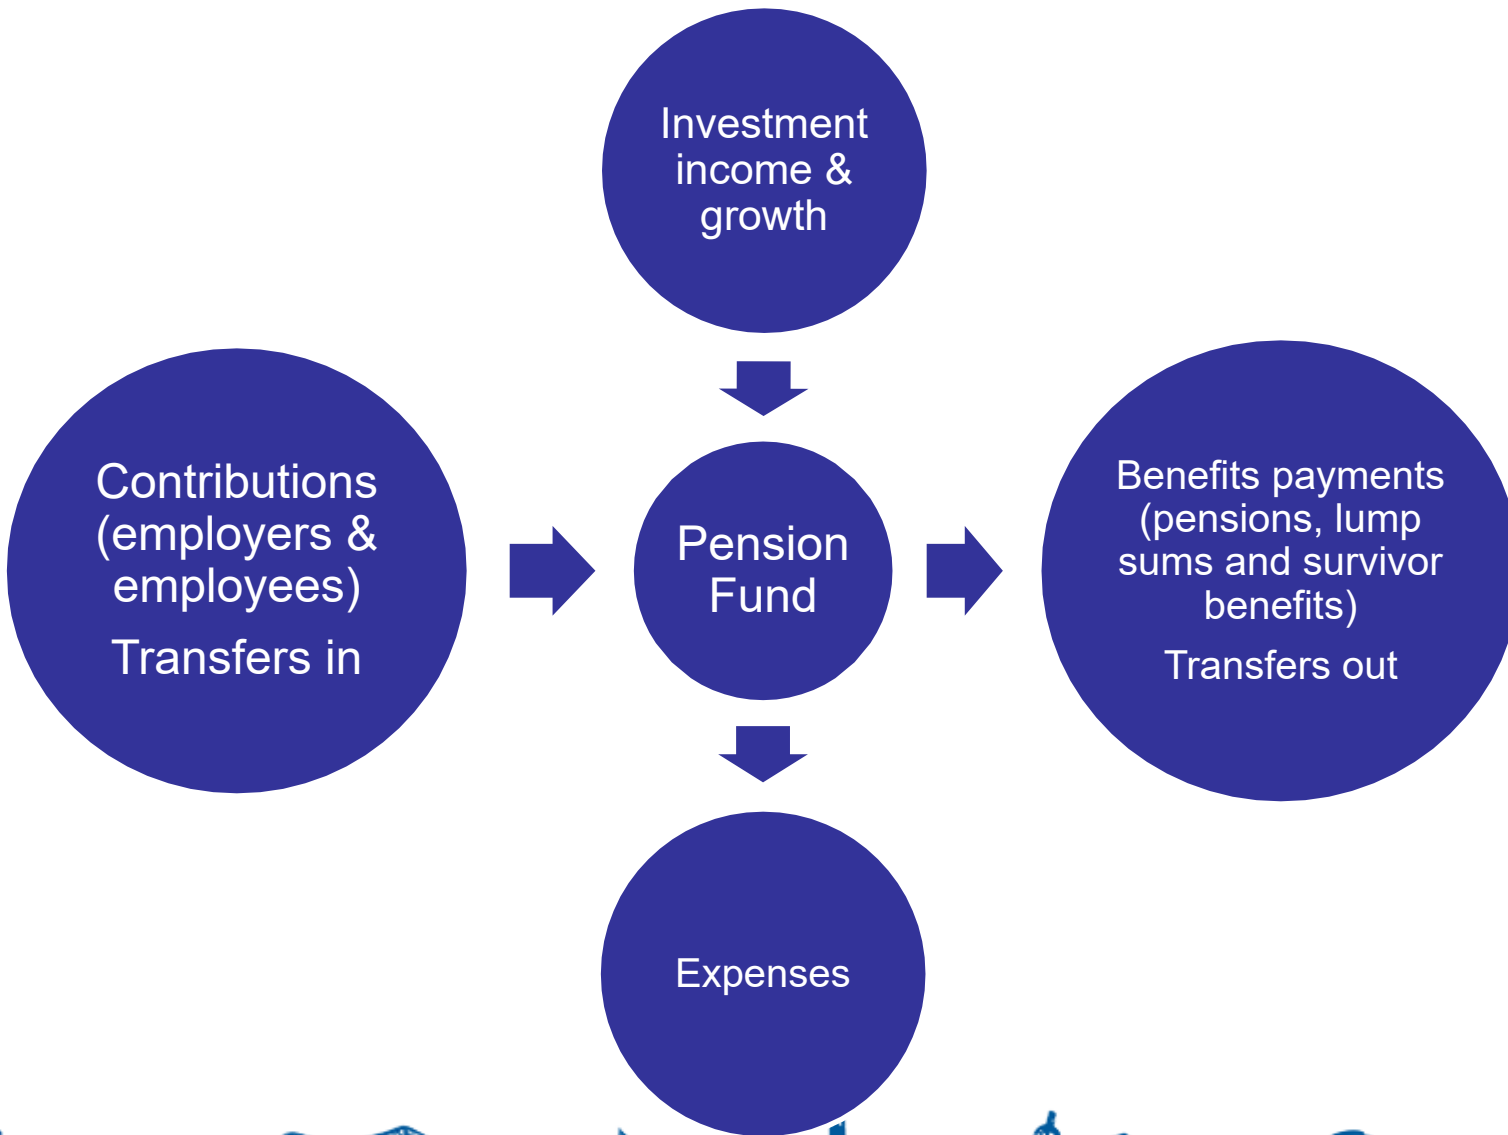 Investment
income &
growth
Contributions
(employers &
employees)
Transfers in
Pension
Fund
Benefits payments
(pensions, lump
sums and survivor
benefits)
Transfers out
Expenses